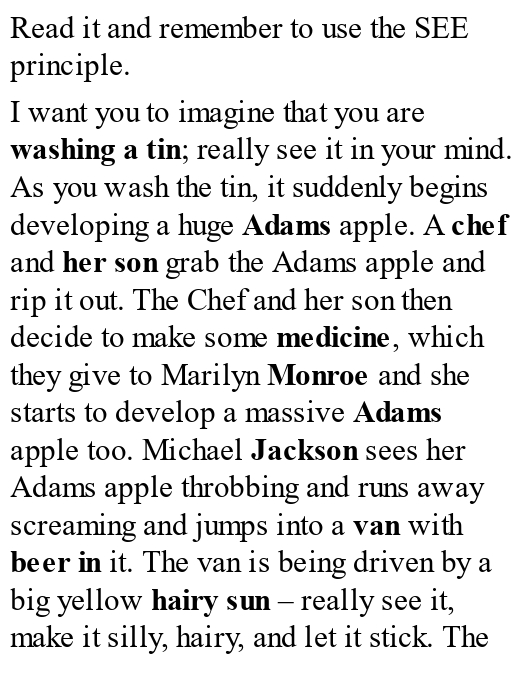 Read it and remember to use the SEE
principle.
I want you to imagine that you are
washing a tin; really see it in your mind.
As you wash the tin, it suddenly begins
developing a huge Adams apple. A chef
and her son grab the Adams apple and
rip it out. The Chef and her son then
decide to make some medicine, which
they give to Marilyn Monroe and she
starts to develop a massive Adams
apple too. Michael Jackson sees her
Adams apple throbbing and runs away
screaming and jumps into a van with
beer in it. The van is being driven by a
big yellow hairy sun – really see it,
make it silly, hairy, and let it stick. The